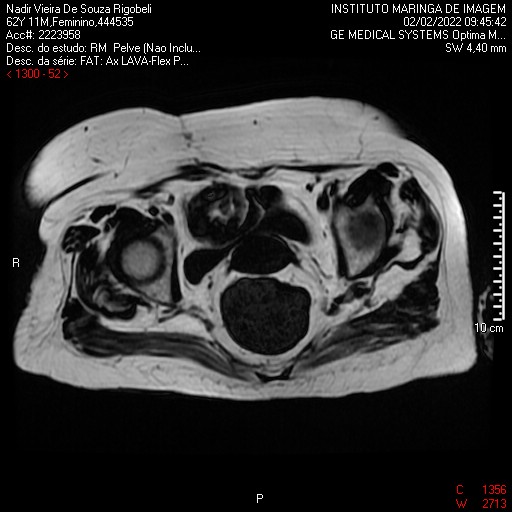 Nadir Vieira De Souza Rigobeli
62Y 11M,Feminino,444535
Acc#: 2223958
Desc. do estudo: RM Pelve (Nao Inclu...
Desc. da série: FAT: Ax LAVA-Flex P...
< 1300 - 52 >
INSTITUTO MARINGA DE IMAGEM
02/02/2022 09:45:42
GE MEDICAL SYSTEMS Optima M...
SW 4,40 mm
R
10 cm
P
C 1356
W 2713